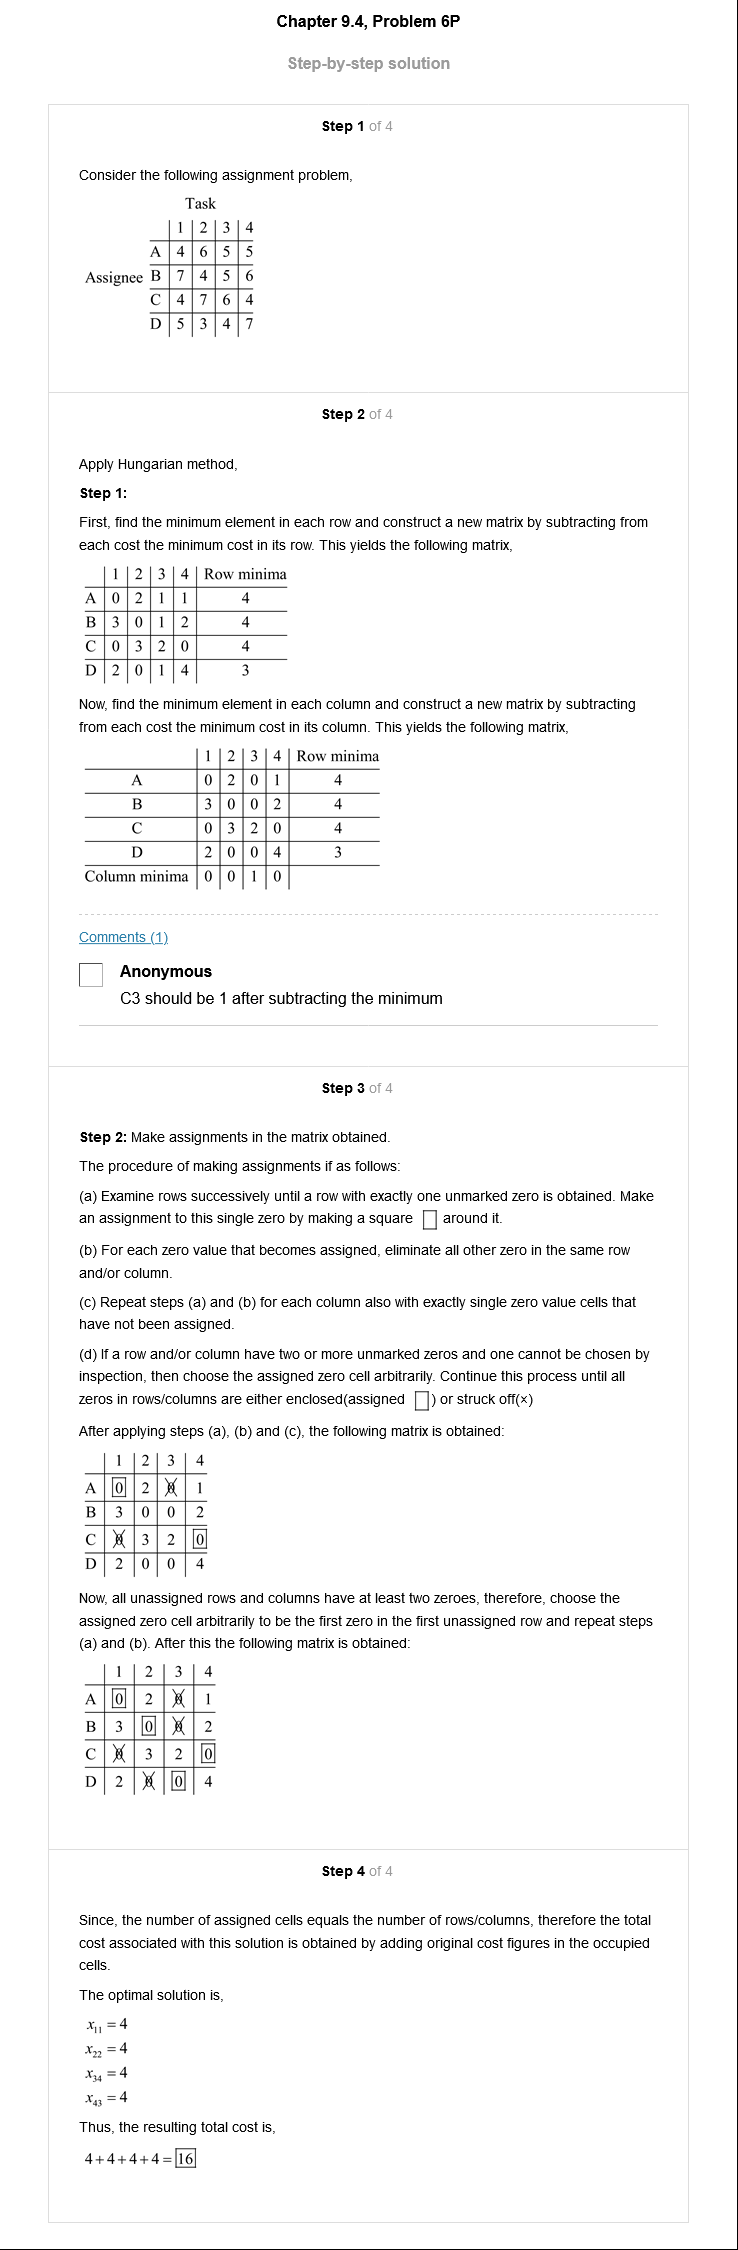 Chapter 9.4, Problem 6P
Step-by-step solution
Step 1 of 4
Consider the following assignment problem,
Task
1 2 3 4
A 4 6 5 5
Assignee B 7 4 5 6
C 4 7 6 4
D 5 3 4 7
Step 2 of 4
Apply Hungarian method,
Step 1:
First, find the minimum element in each row and construct a new matrix by subtracting from
each cost the minimum cost in its row. This yields the following matrix,
1 2 3 4 Row minima
A 0 2 1 1 4
B 3 0 1 2 4
C 0 3 2 0 4
D 2 0 1 4 3
Now, find the minimum element in each column and construct a new matrix by subtracting
from each cost the minimum cost in its column. This yields the following matrix,
1 2 3 4 Row minima
A 0 2 0 1 4
B 3 0 0 2 4
C 0 3 2 0 4
D 2 0 0 4 3
Column minima 0 0 1 0
Comments (1)
Anonymous
C3 should be 1 after subtracting the minimum
Step 3 of 4
Step 2: Make assignments in the matrix obtained.
The procedure of making assignments if as follows:
(a) Examine rows successively until a row with exactly one unmarked zero is obtained. Make
an assignment to this single zero by making a square □ around it.
(b) For each zero value that becomes assigned, eliminate all other zero in the same row
and/or column.
(c) Repeat steps (a) and (b) for each column also with exactly single zero value cells that
have not been assigned.
(d) If a row and/or column have two or more unmarked zeros and one cannot be chosen by
inspection, then choose the assigned zero cell arbitrarily. Continue this process until all
zeros in rows/columns are either enclosed(assigned □) or struck off(×)
After applying steps (a), (b) and (c), the following matrix is obtained:
1 2 3 4
A 0 2 0 1
B 3 0 0 2
C 0 3 2 0
D 2 0 0 4
Now, all unassigned rows and columns have at least two zeroes, therefore, choose the
assigned zero cell arbitrarily to be the first zero in the first unassigned row and repeat steps
(a) and (b). After this the following matrix is obtained:
1 2 3 4
A 0 2 0 1
B 3 0 0 2
C 0 3 2 0
D 2 0 0 4
Step 4 of 4
Since, the number of assigned cells equals the number of rows/columns, therefore the total
cost associated with this solution is obtained by adding original cost figures in the occupied
cells.
The optimal solution is,
x₁₁ = 4
x₂₂ = 4
x₃₄ = 4
x₄₃ = 4
Thus, the resulting total cost is,
4+4+4+4=16